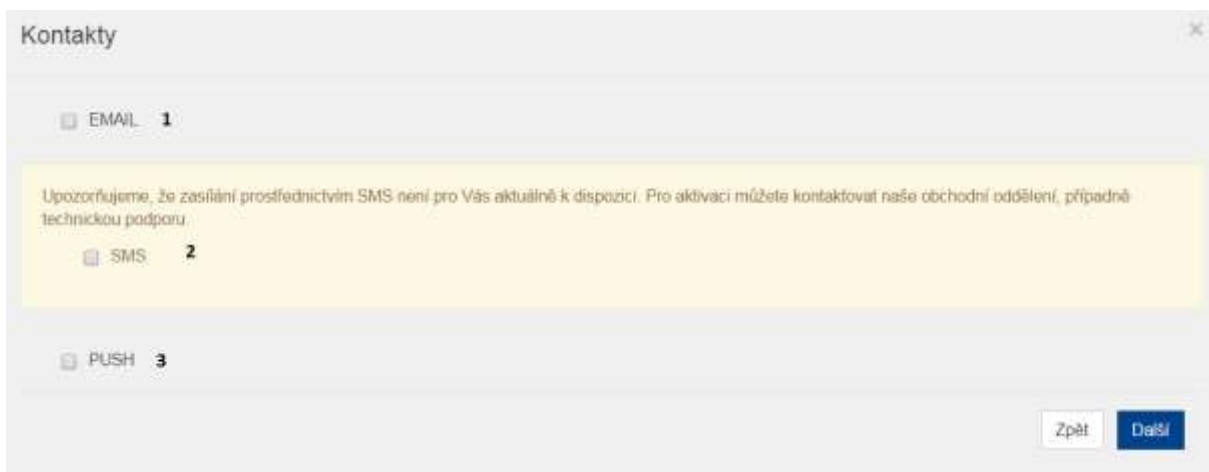 Kontakty
×
EMAIL 1
Upozorňujeme, že zasílání prostřednictvím SMS není pro Vás aktuálně k dispozici. Pro aktivaci můžete kontaktovat naše obchodní oddělení, případně
technickou podporu.
SMS 2
PUSH 3
Zpět Další